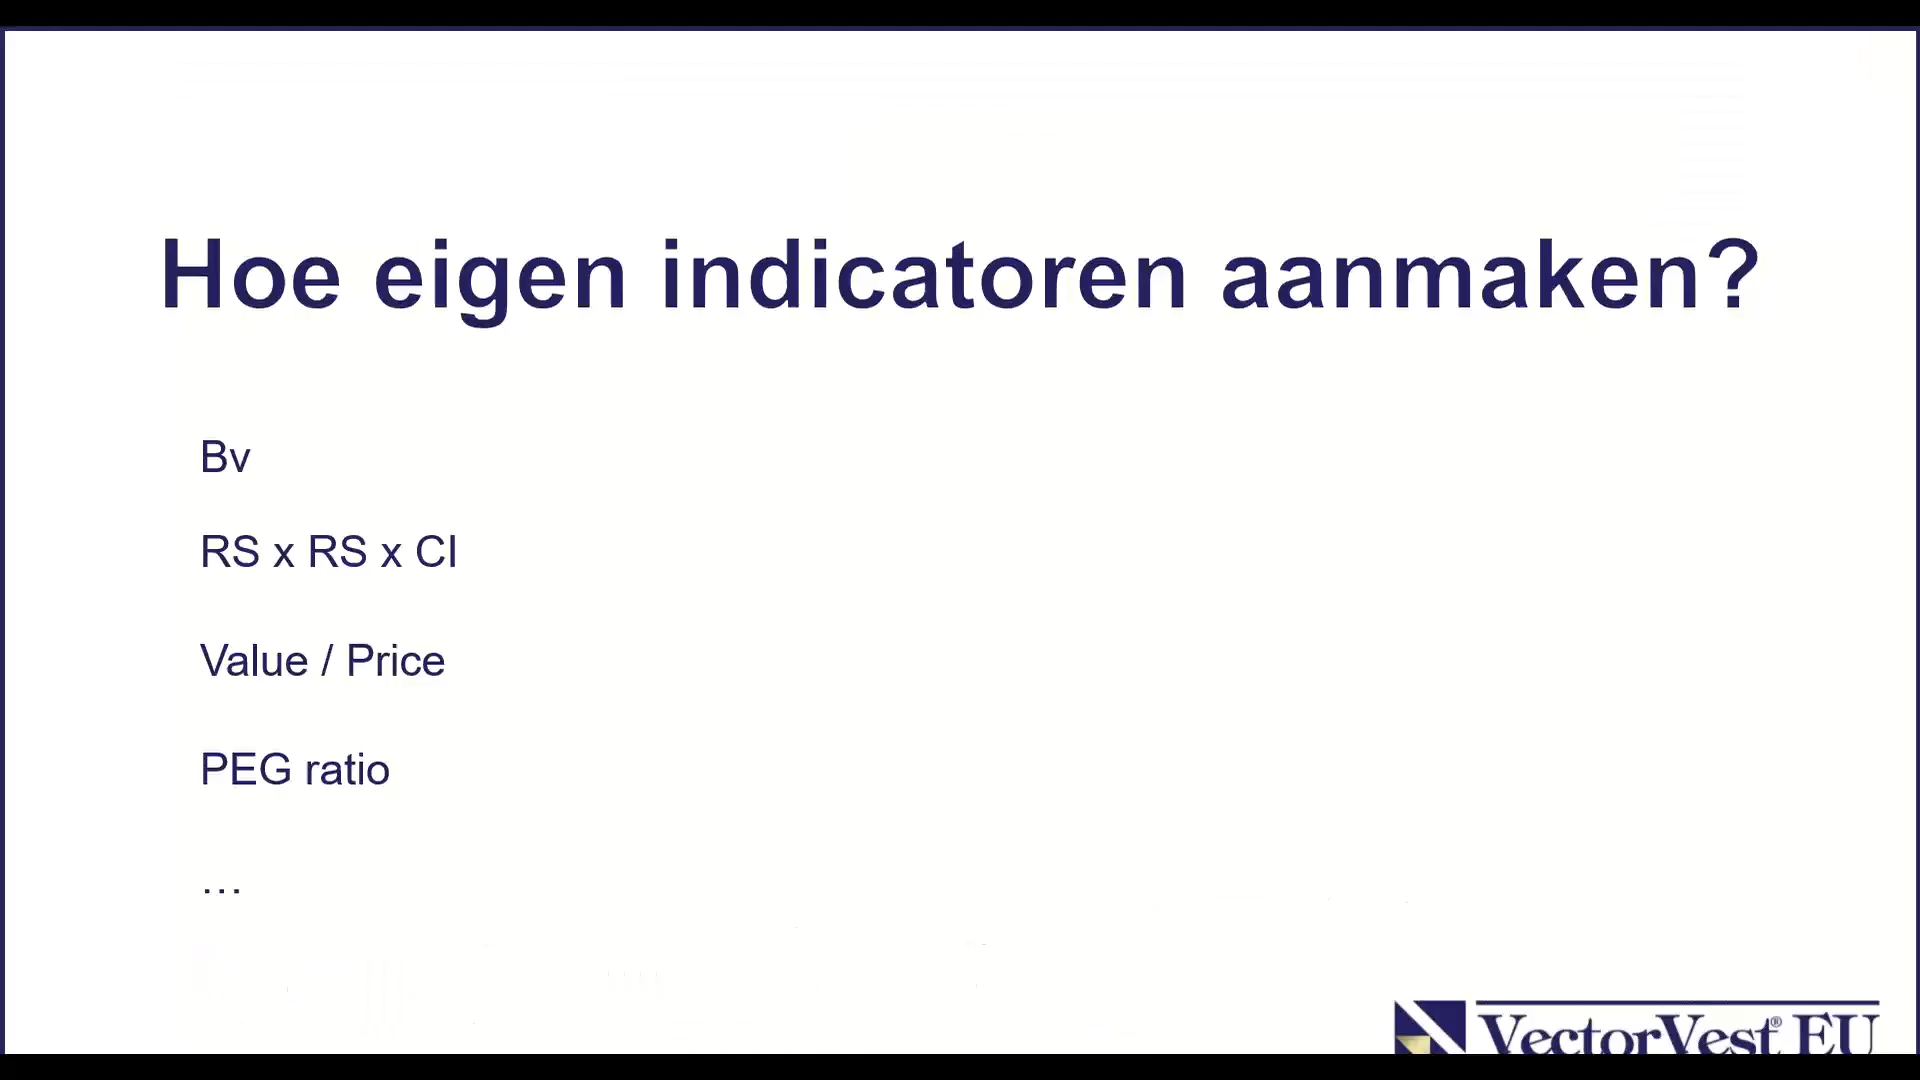 Hoe eigen indicatoren aanmaken?
Bv
RS x RS x CI
Value / Price
PEG ratio
…
VectorVest® EU